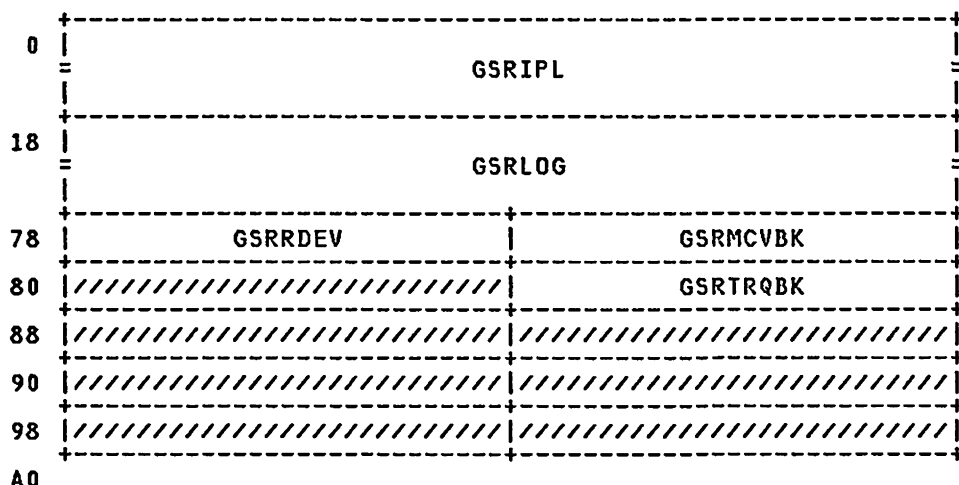 0 GSRIPL
18 GSRLOG
78 GSRRDEV GSRMCVBK
80 ////////////////////////// GSRTRQBK
88 ////////////////////////// //////////////////////////
90 ////////////////////////// //////////////////////////
98 ////////////////////////// //////////////////////////
A0